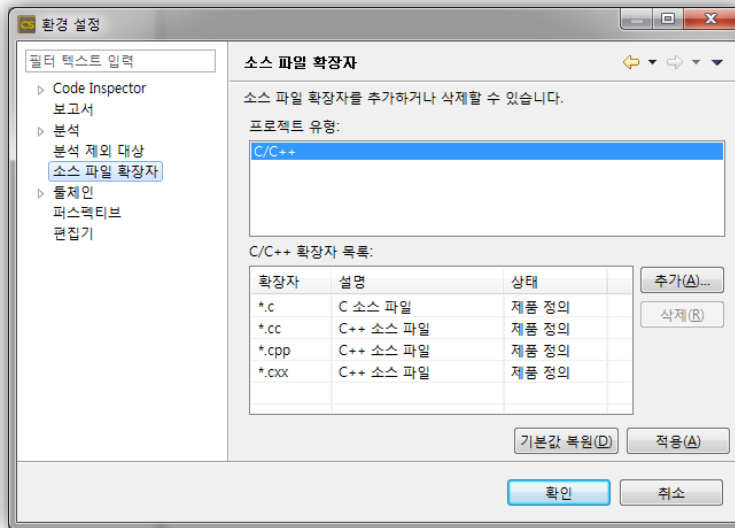 CS 환경 설정
필터 텍스트 입력
Code Inspector
보고서
분석
분석 제외 대상
소스 파일 확장자
툴체인
퍼스펙티브
편집기
소스 파일 확장자
소스 파일 확장자를 추가하거나 삭제할 수 있습니다.
프로젝트 유형:
C/C++
C/C++ 확장자 목록:
확장자 설명 상태
*.c C 소스 파일 제품 정의
*.cc C++ 소스 파일 제품 정의
*.cpp C++ 소스 파일 제품 정의
*.cxx C++ 소스 파일 제품 정의
추가(A)...
삭제(R)
기본값 복원(D) 적용(A)
확인 취소